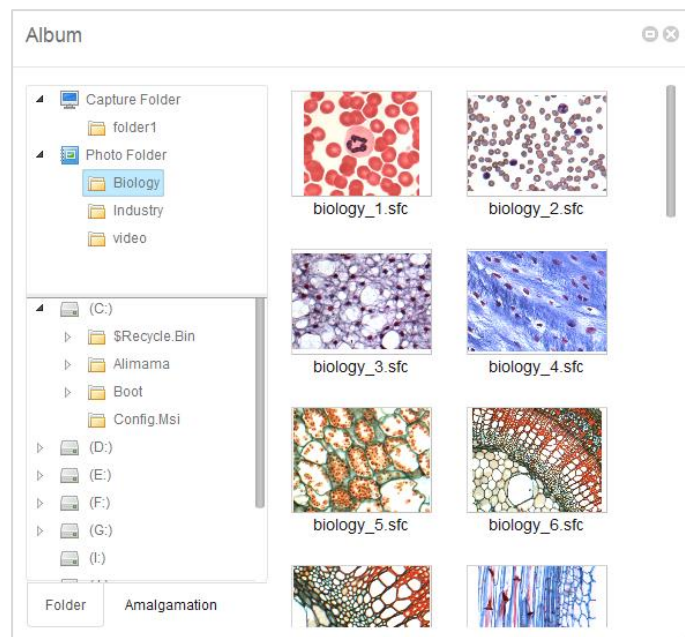 Album
Capture Folder
folder1
Photo Folder
Biology
Industry
video
(C:)
$Recycle.Bin
Alimama
Boot
Config.Msi
(D:)
(E:)
(F:)
(G:)
(I:)
Folder
Amalgamation
biology_1.sfc
biology_2.sfc
biology_3.sfc
biology_4.sfc
biology_5.sfc
biology_6.sfc